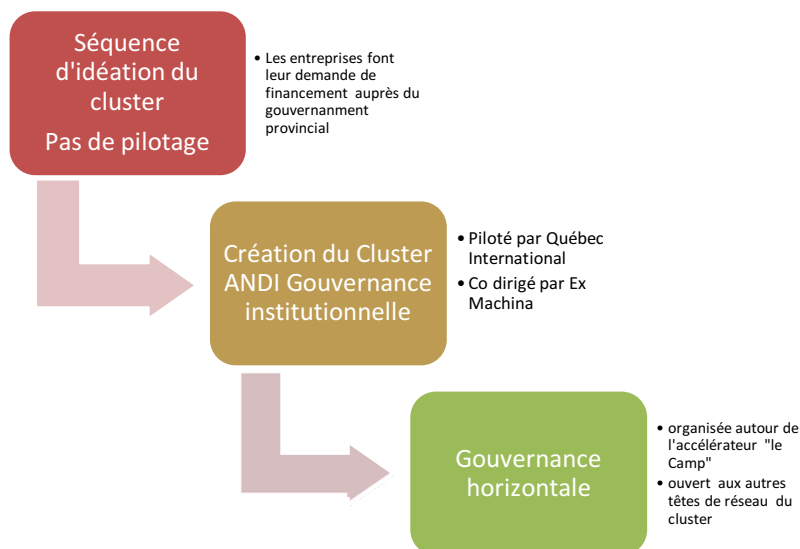 Séquence
d'idéation du
cluster
Pas de pilotage
• Les entreprises font
leur demande de
financement auprès du
gouvernanment
provincial
Création du Cluster
ANDI Gouvernance
institutionnelle
• Piloté par Québec
International
• Co dirigé par Ex
Machina
Gouvernance
horizontale
• organisée autour de
l'accélérateur "le
Camp"
• ouvert aux autres
têtes de réseau du
cluster